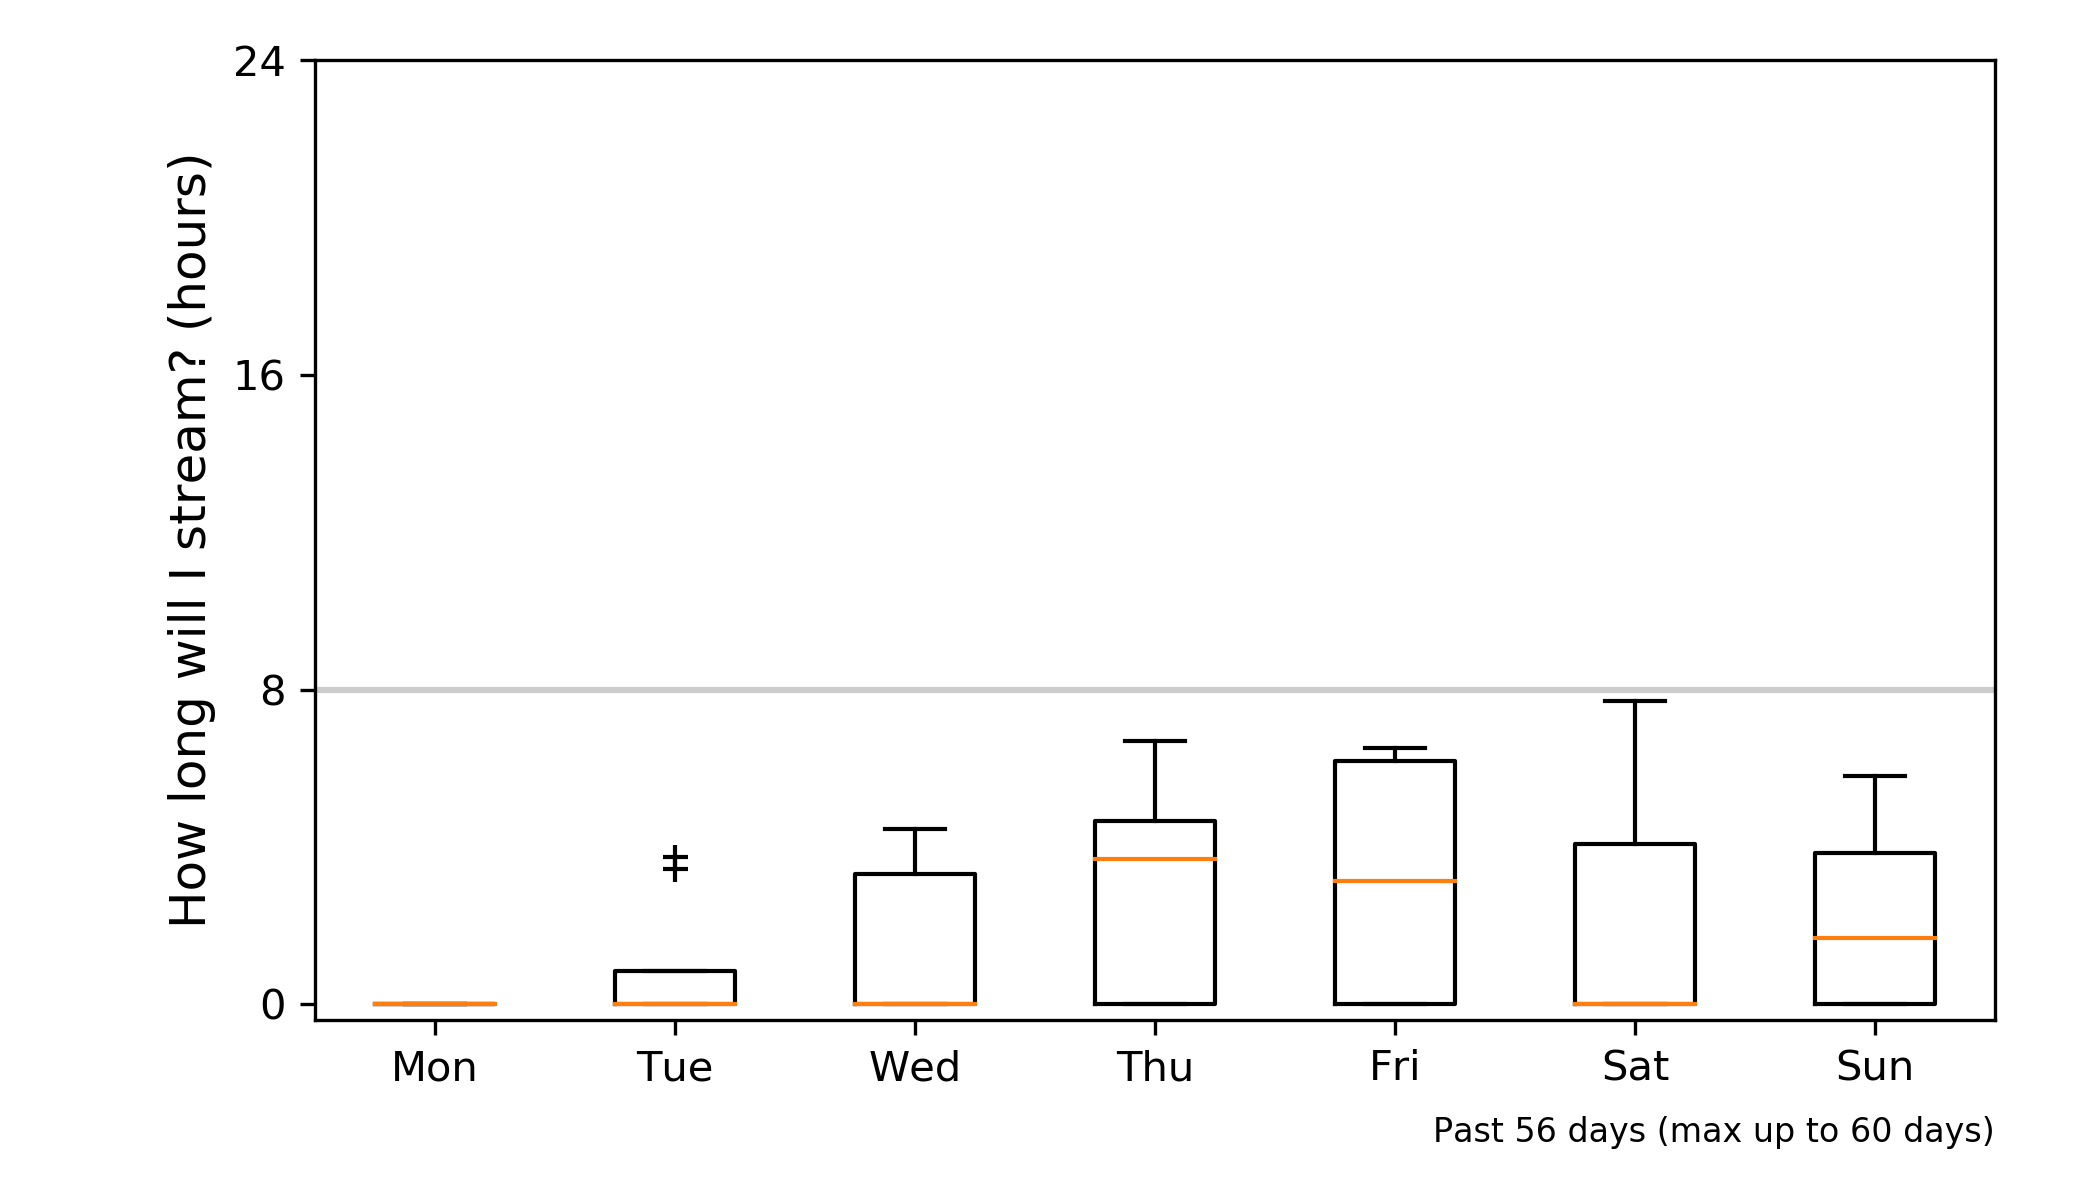 How long will I stream? (hours)
24
16
8
0
Mon Tue Wed Thu Fri Sat Sun
Past 56 days (max up to 60 days)